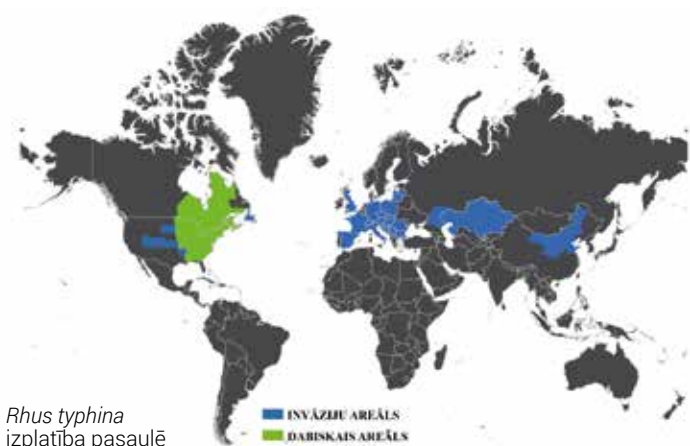 Rhus typhina
izplatība pasaulē
INVĀZIJU AREĀLS
DABISKAIS AREĀLS